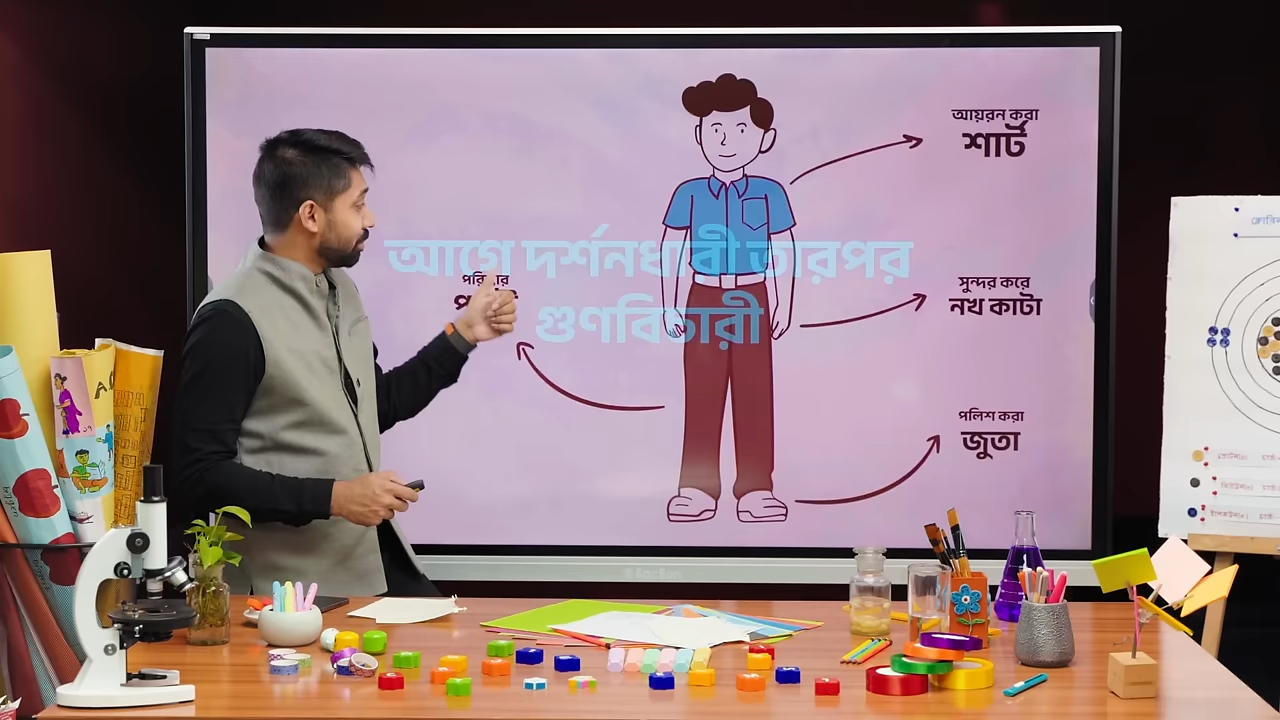 আয়রন করা
শার্ট
আগে দর্শনধারী তারপর
গুণবিচারী
সুন্দর করে
নখ কাটা
পলিশ করা
জুতা